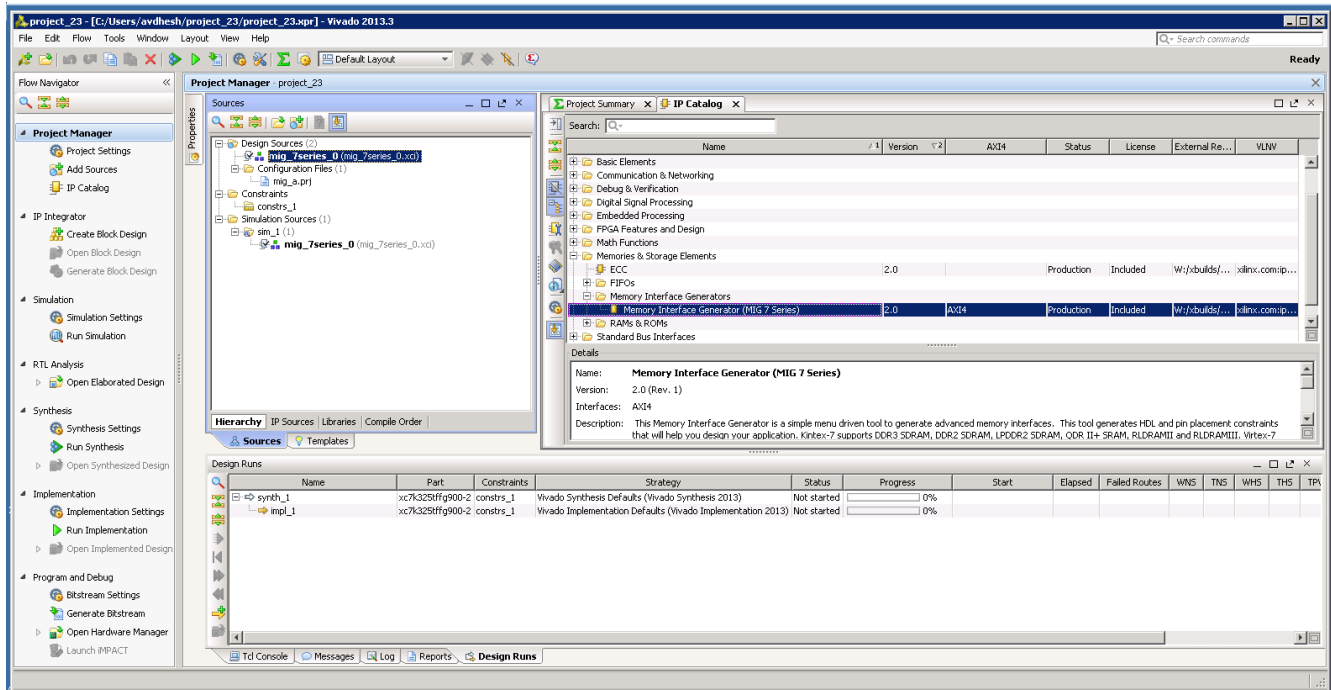 project_23 - [C:/Users/avdhesh/project_23/project_23.xpr] - Vivado 2013.3
File Edit Flow Tools Window Layout View Help
Search commands
Default Layout
Ready
Flow Navigator
Project Manager
Project Settings
Add Sources
IP Catalog
IP Integrator
Create Block Design
Open Block Design
Generate Block Design
Simulation
Simulation Settings
Run Simulation
RTL Analysis
Open Elaborated Design
Synthesis
Synthesis Settings
Run Synthesis
Open Synthesized Design
Implementation
Implementation Settings
Run Implementation
Open Implemented Design
Program and Debug
Bitstream Settings
Generate Bitstream
Open Hardware Manager
Launch iMPACT
Project Manager - project_23
Properties
Sources
Design Sources (2)
mig_7series_0 (mig_7series_0.xci)
Configuration Files (1)
mig_a.prj
Constraints
constrs_1
Simulation Sources (1)
sim_1 (1)
mig_7series_0 (mig_7series_0.xci)
Hierarchy IP Sources Libraries Compile Order
Sources Templates
Project Summary IP Catalog
Search:
Name 1 Version 2 AXI4 Status License External Re... VLNV
Basic Elements
Communication & Networking
Debug & Verification
Digital Signal Processing
Embedded Processing
FPGA Features and Design
Math Functions
Memories & Storage Elements
ECC 2.0 Production Included W:/xbuilds/... xilinx.com:ip...
FIFOs
Memory Interface Generators
Memory Interface Generator (MIG 7 Series) 2.0 AXI4 Production Included W:/xbuilds/... xilinx.com:ip...
RAMs & ROMs
Standard Bus Interfaces
Details
Name: Memory Interface Generator (MIG 7 Series)
Version: 2.0 (Rev. 1)
Interfaces: AXI4
Description: This Memory Interface Generator is a simple menu driven tool to generate advanced memory interfaces. This tool generates HDL and pin placement constraints
that will help you design your application. Kintex-7 supports DDR3 SDRAM, DDR2 SDRAM, LPDDR2 SDRAM, QDR II+ SRAM, RLDRAMII and RLDRAMIII. Virtex-7
Design Runs
Name Part Constraints Strategy Status Progress Start Elapsed Failed Routes WNS TNS WHS THS TPW
synth_1 xc7k325tffg900-2 constrs_1 Vivado Synthesis Defaults (Vivado Synthesis 2013) Not started 0%
impl_1 xc7k325tffg900-2 constrs_1 Vivado Implementation Defaults (Vivado Implementation 2013) Not started 0%
Tcl Console Messages Log Reports Design Runs